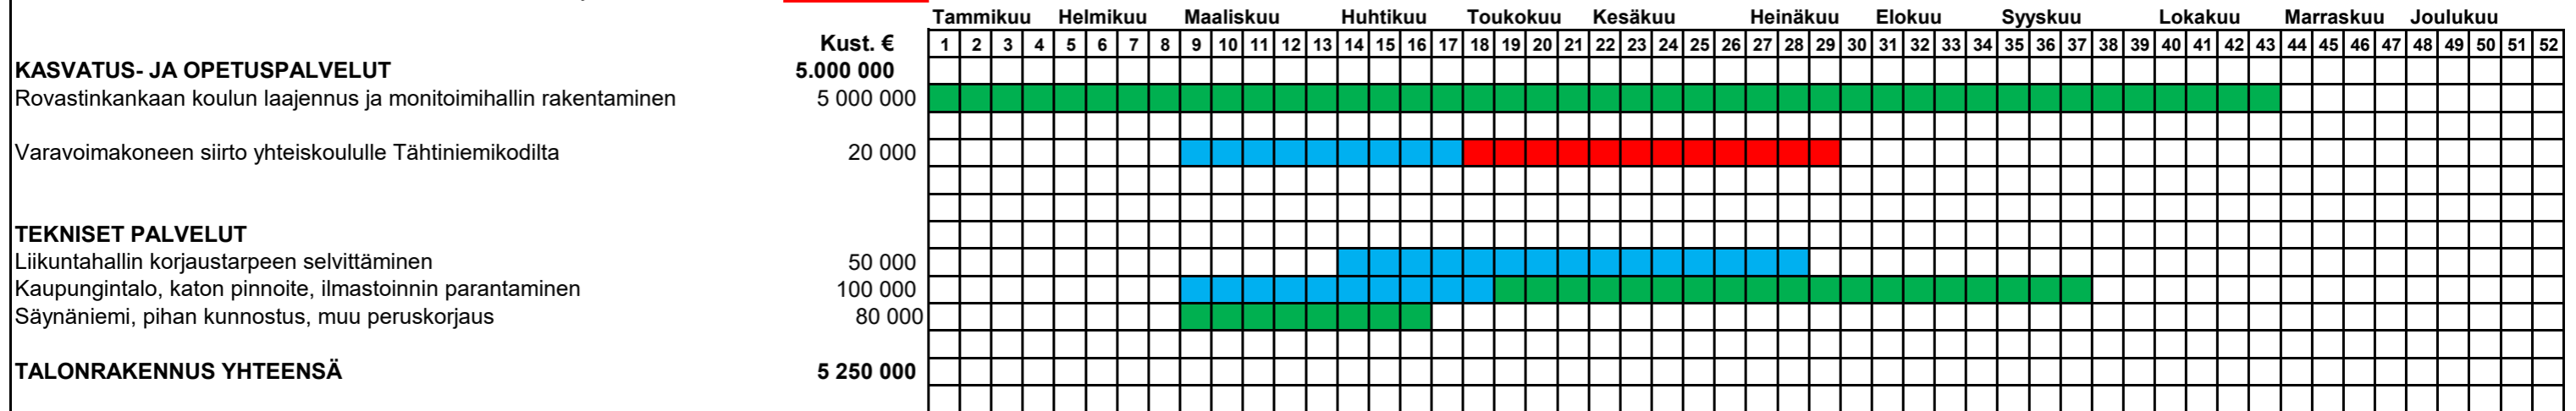 Tammikuu Helmikuu Maaliskuu Huhtikuu Toukokuu Kesäkuu Heinäkuu Elokuu Syyskuu Lokakuu Marraskuu Joulukuu
Kust. € 1 2 3 4 5 6 7 8 9 10 11 12 13 14 15 16 17 18 19 20 21 22 23 24 25 26 27 28 29 30 31 32 33 34 35 36 37 38 39 40 41 42 43 44 45 46 47 48 49 50 51 52
KASVATUS- JA OPETUSPALVELUT 5.000 000
Rovastinkankaan koulun laajennus ja monitoimihallin rakentaminen 5 000 000
Varavoimakoneen siirto yhteiskoululle Tähtiniemikodilta 20 000
TEKNISET PALVELUT
Liikuntahallin korjaustarpeen selvittäminen 50 000
Kaupungintalo, katon pinnoite, ilmastoinnin parantaminen 100 000
Säynäniemi, pihan kunnostus, muu peruskorjaus 80 000
TALONRAKENNUS YHTEENSÄ 5 250 000